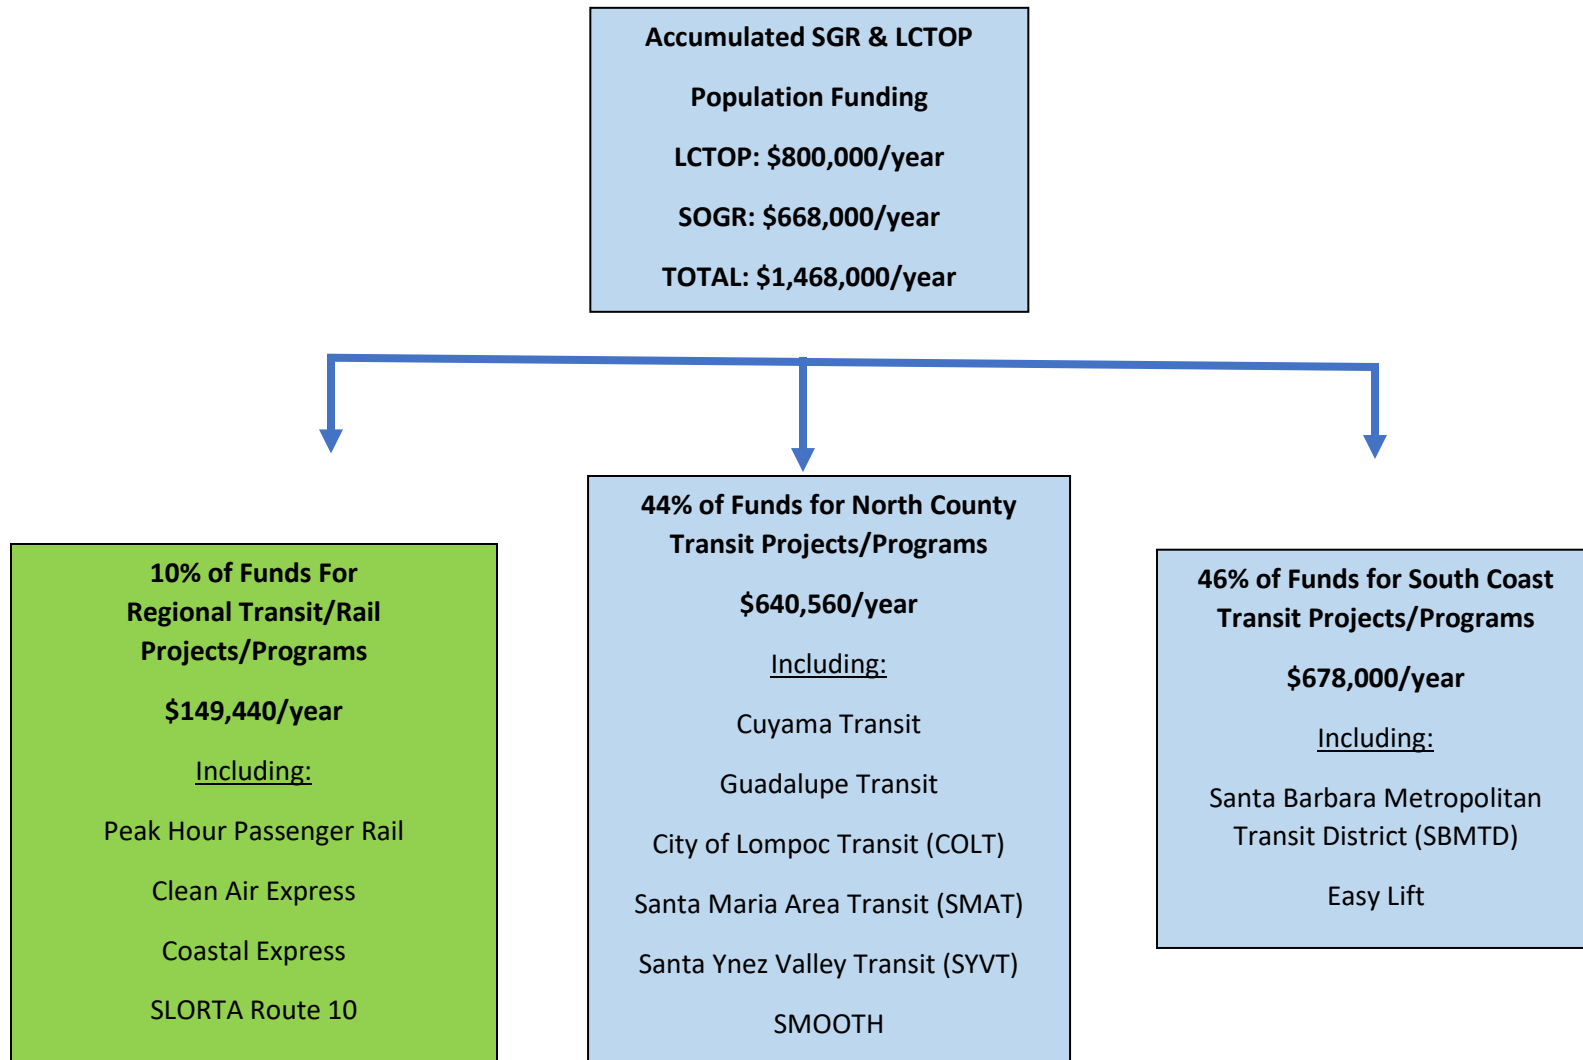 Accumulated SGR & LCTOP
Population Funding
LCTOP: $800,000/year
SOGR: $668,000/year
TOTAL: $1,468,000/year
10% of Funds For
Regional Transit/Rail
Projects/Programs
$149,440/year
Including:
Peak Hour Passenger Rail
Clean Air Express
Coastal Express
SLORTA Route 10
44% of Funds for North County
Transit Projects/Programs
$640,560/year
Including:
Cuyama Transit
Guadalupe Transit
City of Lompoc Transit (COLT)
Santa Maria Area Transit (SMAT)
Santa Ynez Valley Transit (SYVT)
SMOOTH
46% of Funds for South Coast
Transit Projects/Programs
$678,000/year
Including:
Santa Barbara Metropolitan
Transit District (SBMTD)
Easy Lift